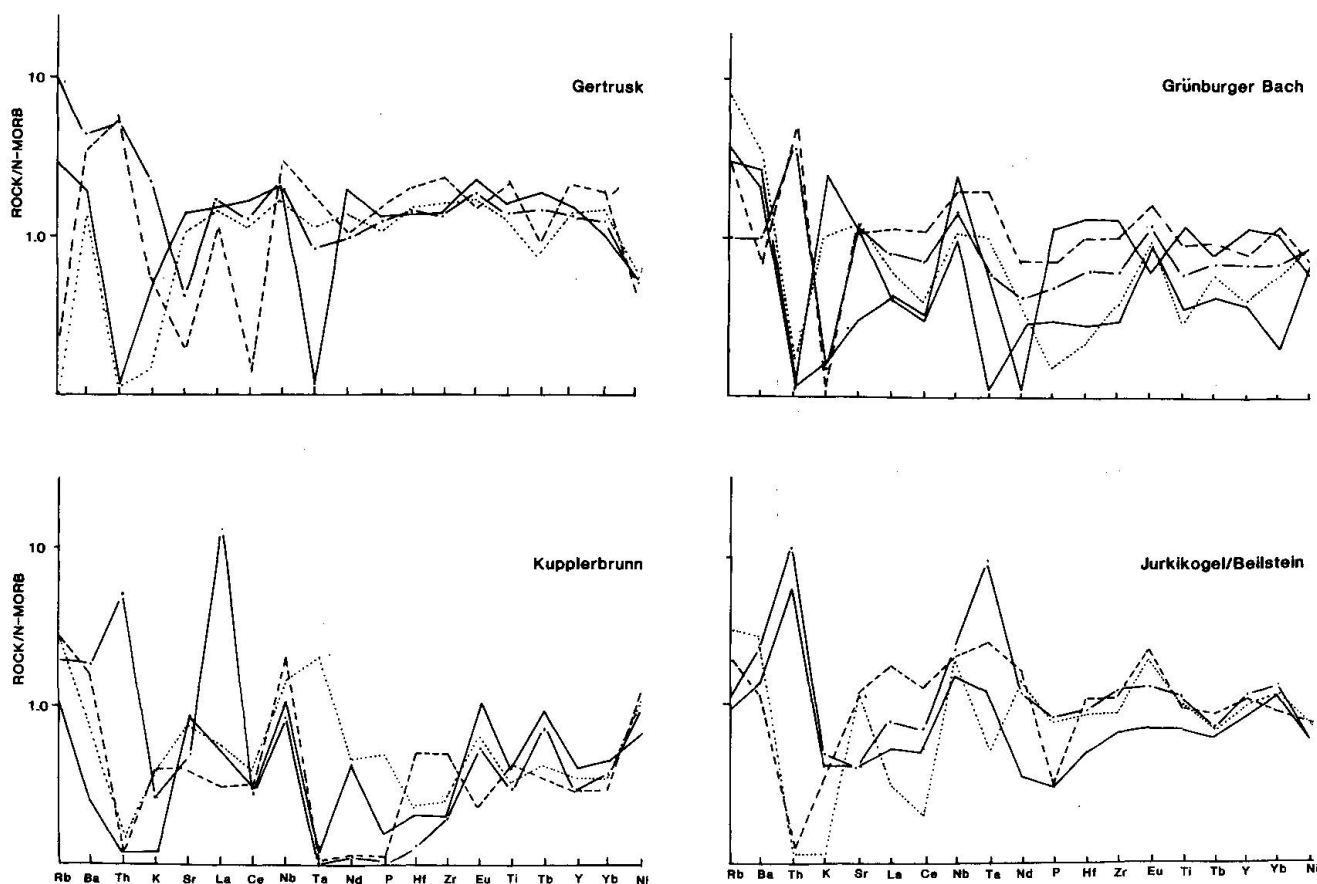 Gertrusk
10
ROCK/N-MORB
1.0
Grünburger Bach
Kupplerbrunn
10
ROCK/N-MORB
1.0
Jurkikogel/Beilstein
Rb Ba Th K Sr La Ce Nb Ta Nd P Hf Zr Eu Ti Tb Y Yb Ni
Rb Ba Th K Sr La Ce Nb Ta Nd P Hf Zr Eu Ti Tb Y Yb Ni